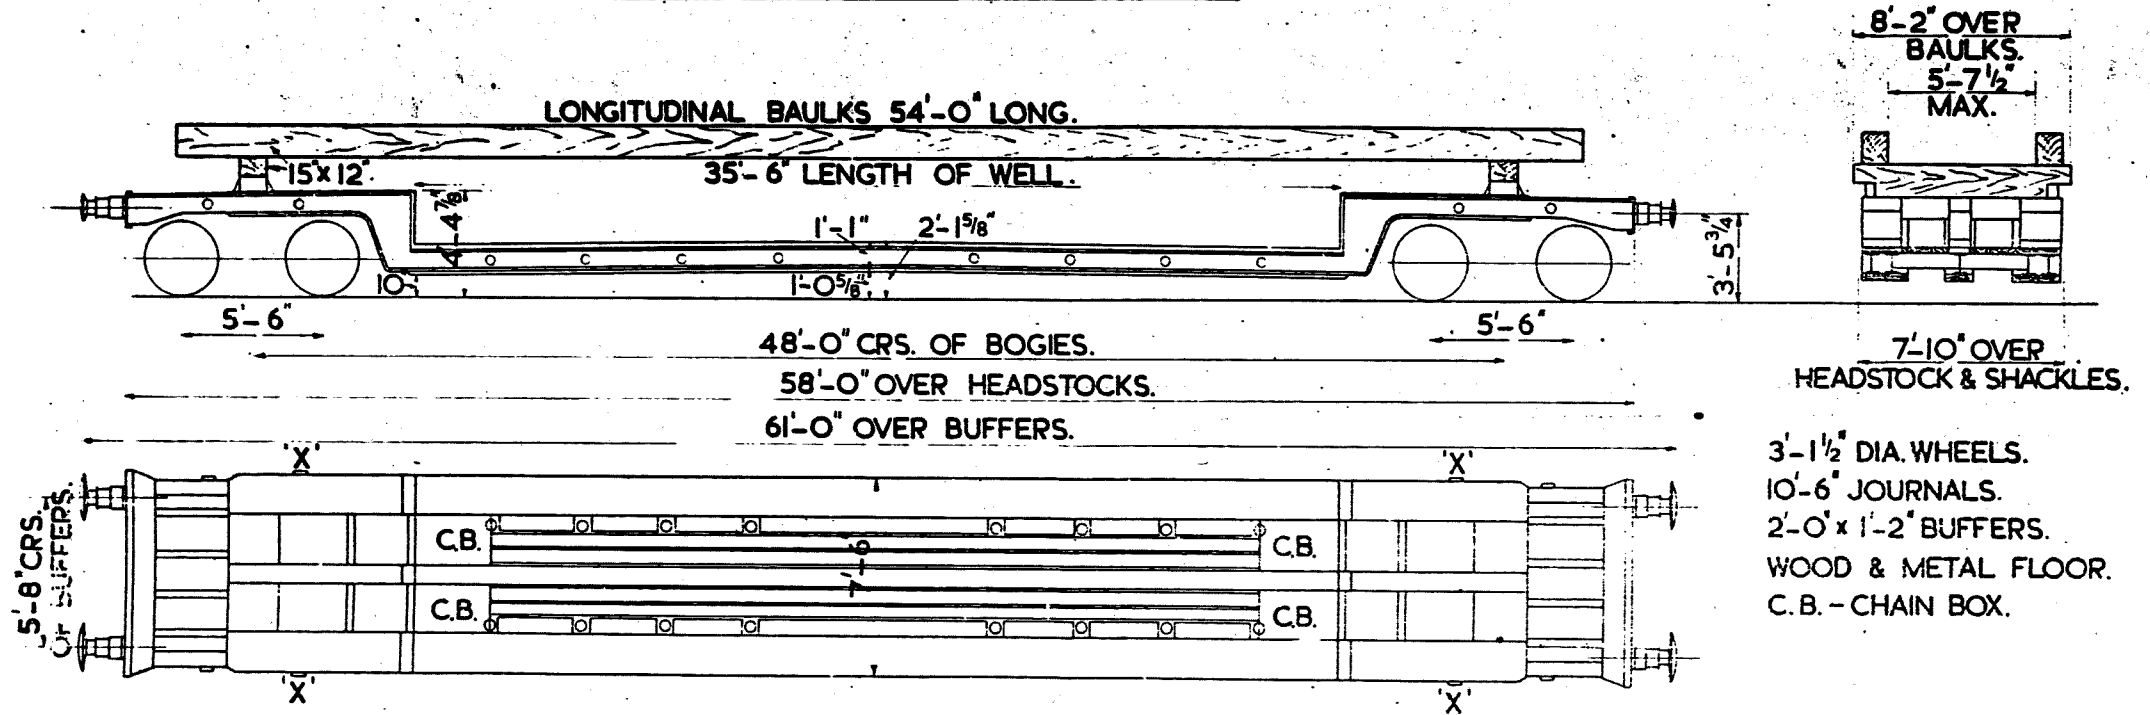 8'-2" OVER
BAULKS.
5'-7½"
MAX.
LONGITUDINAL BAULKS 54'-0" LONG.
15" x 12".
35'-6" LENGTH OF WELL.
4'-4⅞"
1'-1"
2'-1⅝"
10"
1'-0⅝"
3'-5¾"
5'-6"
5'-6"
48'-0" CRS. OF BOGIES.
7'-10" OVER
HEADSTOCK & SHACKLES.
58'-0" OVER HEADSTOCKS.
61'-0" OVER BUFFERS.
'X'
'X'
5'-8" CRS.
OF BUFFERS.
C.B.
C.B.
7'-6"
C.B.
C.B.
'X'
'X'
3'-1½" DIA. WHEELS.
10"-6" JOURNALS.
2'-0" x 1'-2" BUFFERS.
WOOD & METAL FLOOR.
C.B. - CHAIN BOX.